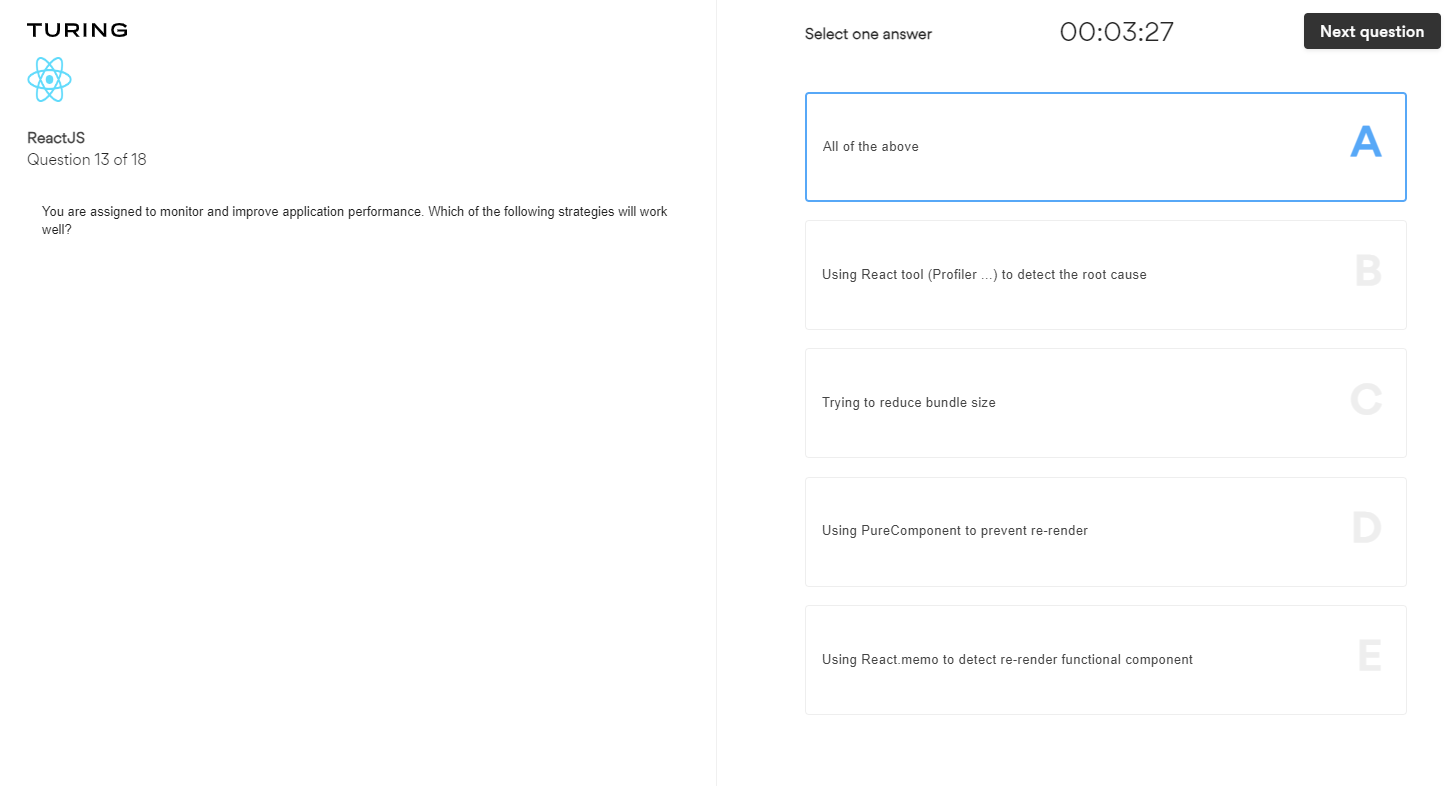 TURING
ReactJS
Question 13 of 18
You are assigned to monitor and improve application performance. Which of the following strategies will work
well?
Select one answer
00:03:27
Next question
All of the above
A
Using React tool (Profiler ...) to detect the root cause
B
Trying to reduce bundle size
C
Using PureComponent to prevent re-render
D
Using React.memo to detect re-render functional component
E